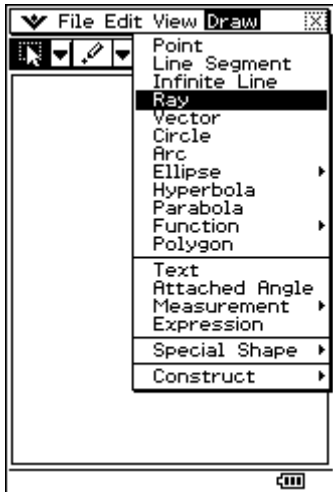 File Edit View Draw
Point
Line Segment
Infinite Line
Ray
Vector
Circle
Arc
Ellipse
Hyperbola
Parabola
Function
Polygon
Text
Attached Angle
Measurement
Expression
Special Shape
Construct